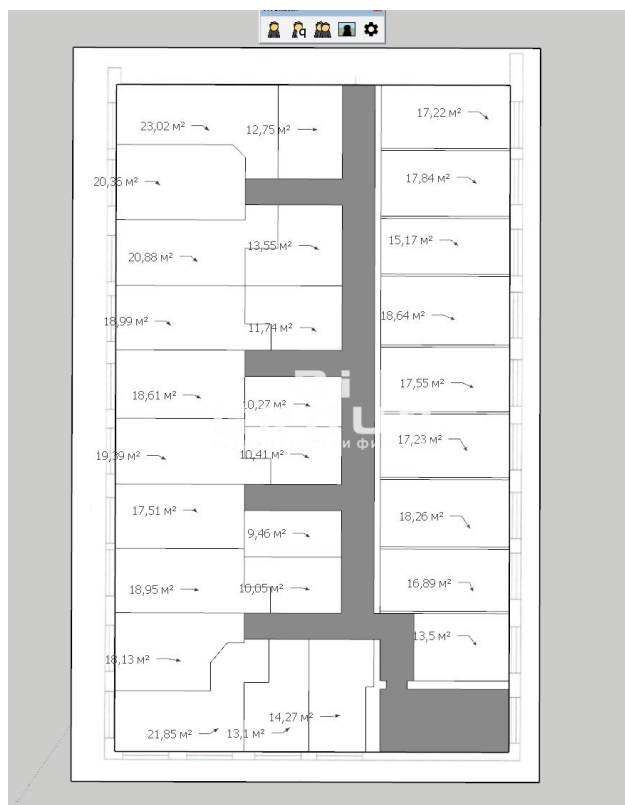 17,22 м²
23,02 м²
12,75 м²
17,84 м²
20,36 м²
15,17 м²
13,55 м²
20,88 м²
18,64 м²
18,99 м²
11,74 м²
17,55 м²
18,61 м²
10,27 м²
17,23 м²
19,39 м²
10,41 м²
17,51 м²
18,26 м²
9,46 м²
16,89 м²
18,95 м²
10,05 м²
13,5 м²
18,13 м²
14,27 м²
21,85 м²
13,1 м²